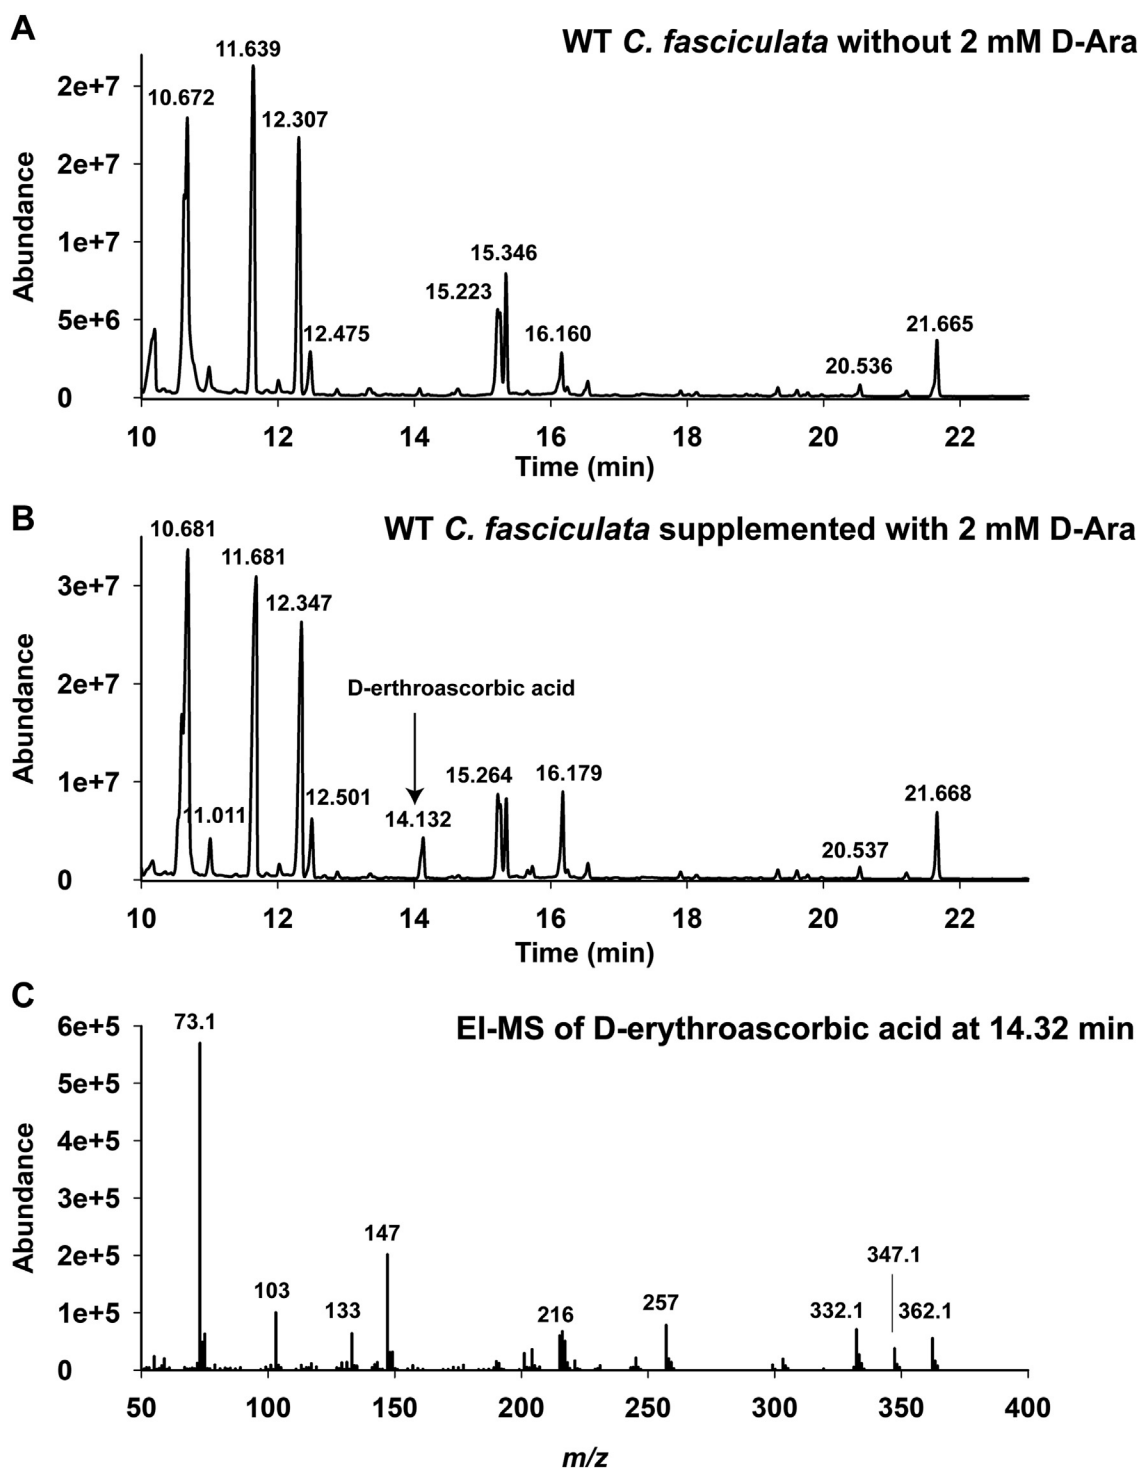 A
WT C. fasciculata without 2 mM D-Ara
11.639
10.672
12.307
2e+7
2e+7
1e+7
5e+6
0
Abundance
12.475
15.223
15.346
16.160
20.536
21.665
10 12 14 16 18 20 22
Time (min)
B
WT C. fasciculata supplemented with 2 mM D-Ara
10.681
11.681
12.347
3e+7
2e+7
1e+7
0
Abundance
D-erthroascorbic acid
11.011
12.501
14.132
15.264
16.179
20.537
21.668
10 12 14 16 18 20 22
Time (min)
C
EI-MS of D-erythroascorbic acid at 14.32 min
6e+5
5e+5
4e+5
3e+5
2e+5
1e+5
0
Abundance
73.1
103
133
147
216
257
332.1
347.1
362.1
50 100 150 200 250 300 350 400
m/z